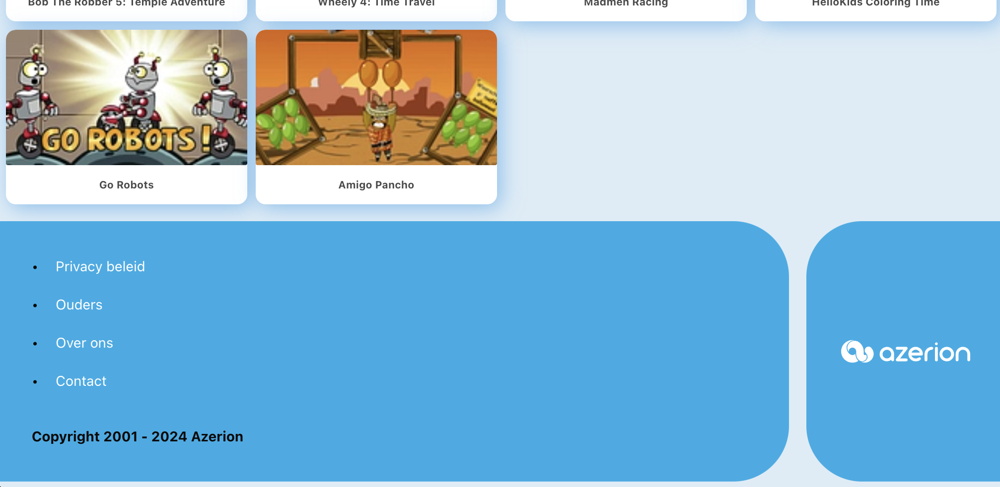 Bob The Robber 5: Temple Adventure
Wheely 4: Time Travel
Madmen Racing
HelloKids Coloring Time
GO ROBOTS!
Go Robots
Amigo Pancho
Privacy beleid
Ouders
Over ons
Contact
Copyright 2001 - 2024 Azerion
azerion